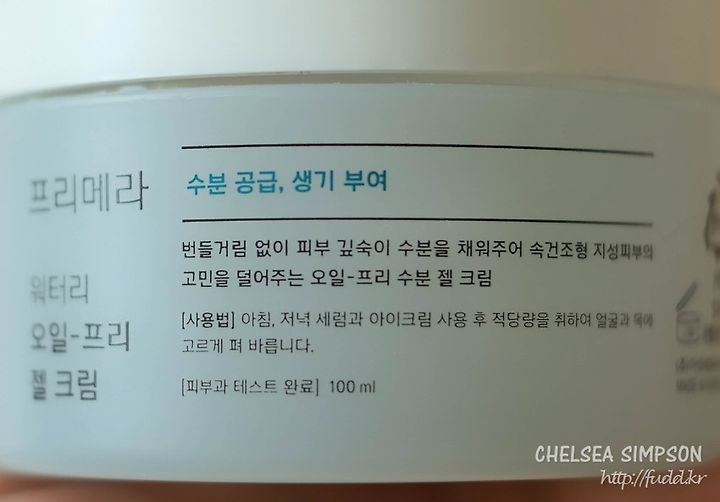 프리메라
워터리
오일-프리
젤 크림
수분 공급, 생기 부여
번들거림 없이 피부 깊숙이 수분을 채워주어 속건조형 지성피부의
고민을 덜어주는 오일-프리 수분 젤 크림
[사용법] 아침, 저녁 세럼과 아이크림 사용 후 적당량을 취하여 얼굴과 목에
고르게 펴 바릅니다.
[피부과 테스트 완료] 100 ml
CHELSEA SIMPSON
http://fudd.kr